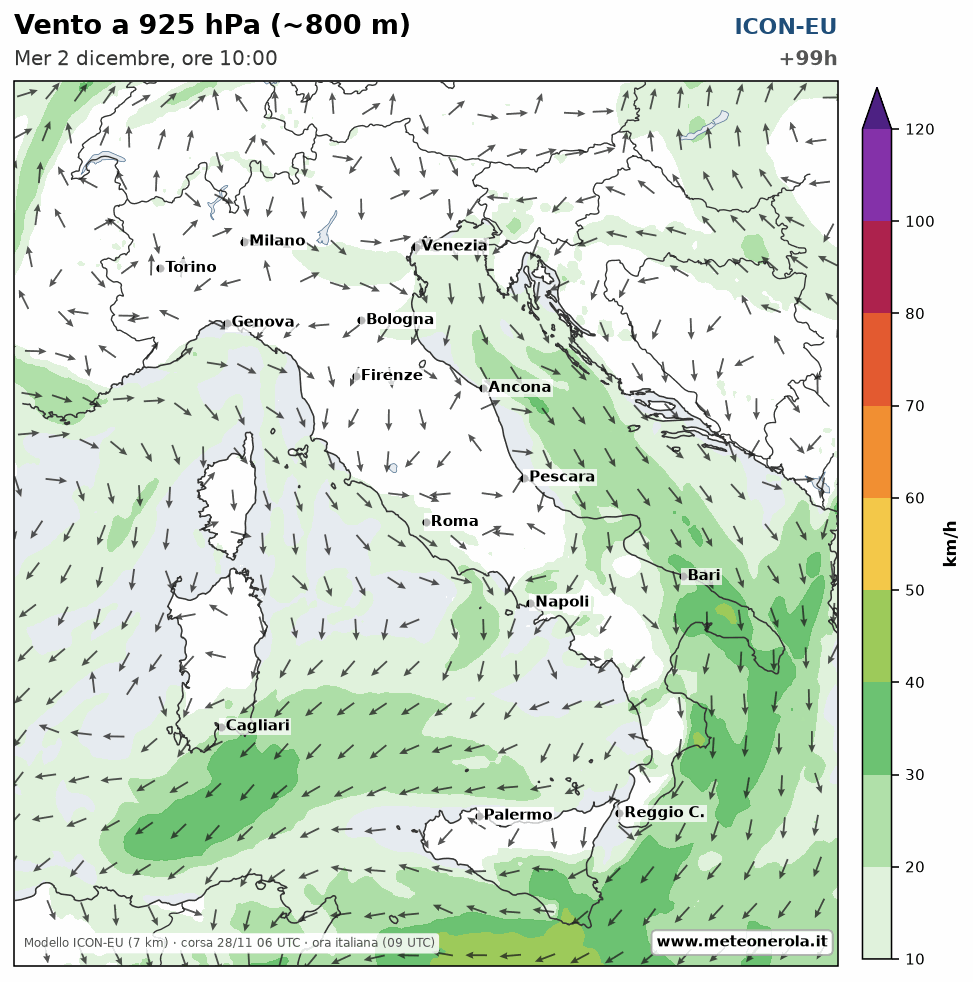 Vento a 925 hPa (~800 m)
ICON-EU
Mer 2 dicembre, ore 10:00
+99h
Milano
Venezia
Torino
Genova
Bologna
Firenze
Ancona
Pescara
Roma
Bari
Napoli
Cagliari
Palermo
Reggio C.
120
100
80
70
60
50
40
30
20
10
km/h
Modello ICON-EU (7 km) · corsa 28/11 06 UTC · ora italiana (09 UTC)
www.meteonerola.it